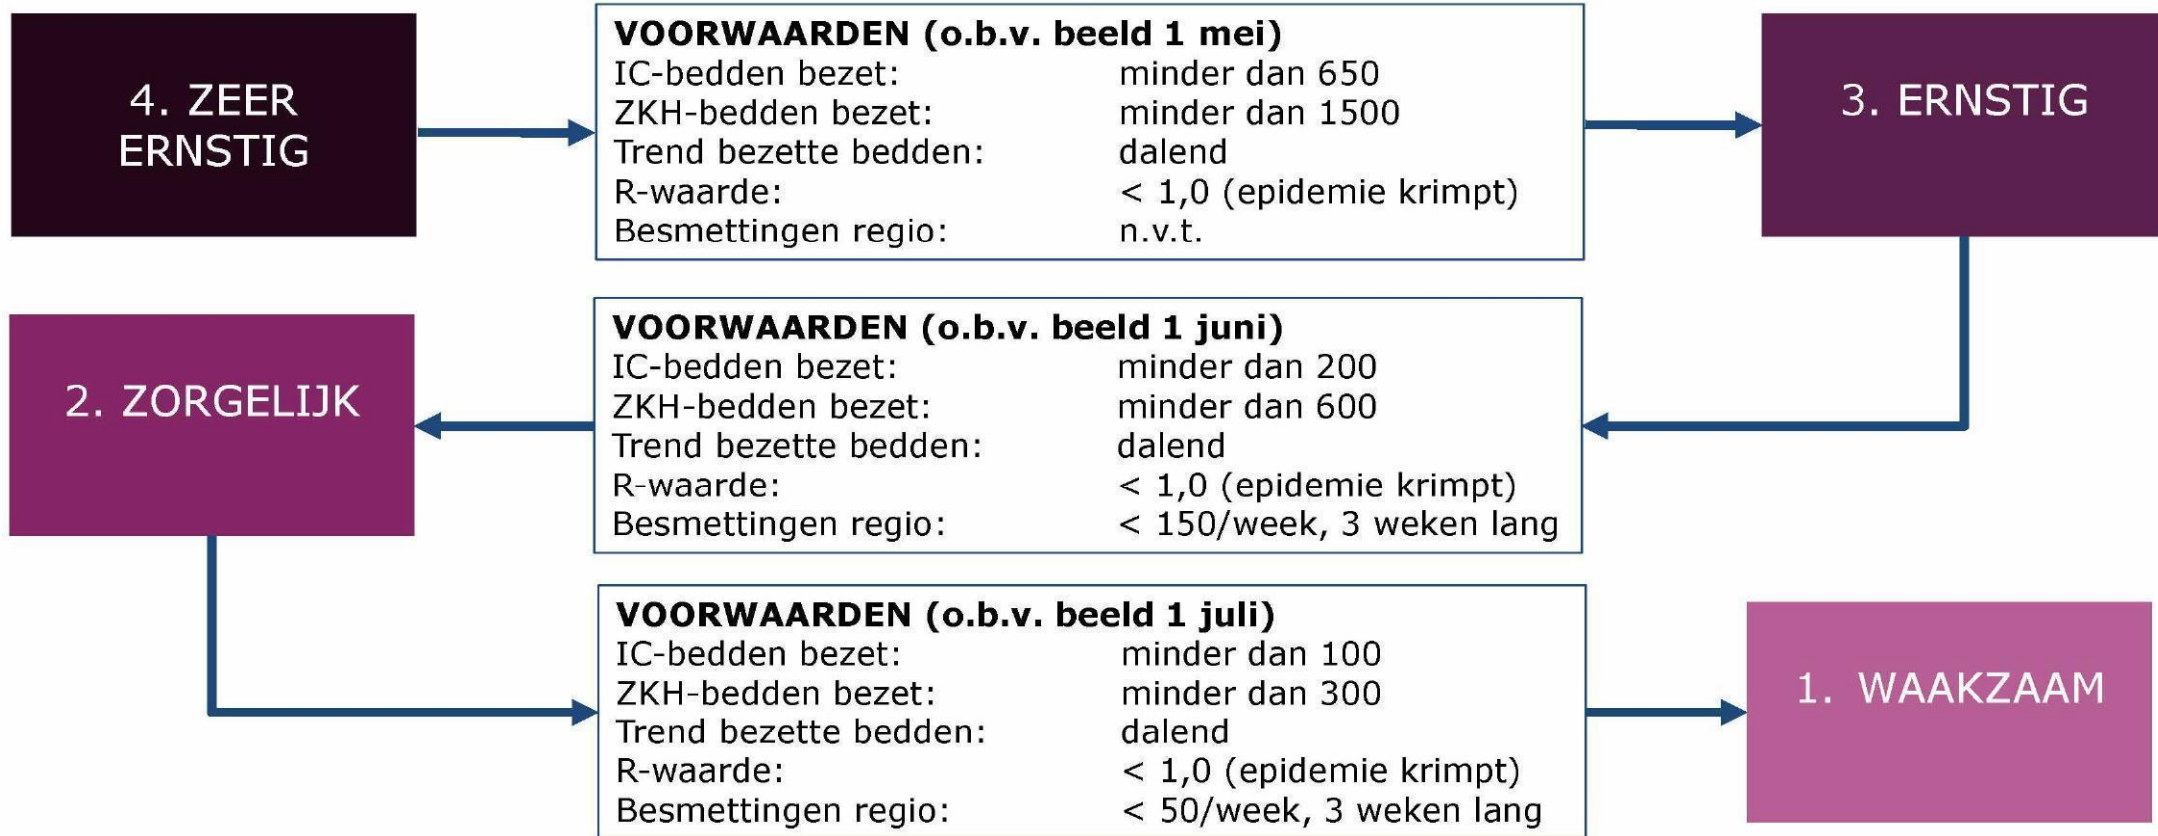 4. ZEER
ERNSTIG
VOORWAARDEN (o.b.v. beeld 1 mei)
IC-bedden bezet: minder dan 650
ZKH-bedden bezet: minder dan 1500
Trend bezette bedden: dalend
R-waarde: < 1,0 (epidemie krimpt)
Besmettingen regio: n.v.t.
3. ERNSTIG
VOORWAARDEN (o.b.v. beeld 1 juni)
IC-bedden bezet: minder dan 200
ZKH-bedden bezet: minder dan 600
Trend bezette bedden: dalend
R-waarde: < 1,0 (epidemie krimpt)
Besmettingen regio: < 150/week, 3 weken lang
2. ZORGELIJK
VOORWAARDEN (o.b.v. beeld 1 juli)
IC-bedden bezet: minder dan 100
ZKH-bedden bezet: minder dan 300
Trend bezette bedden: dalend
R-waarde: < 1,0 (epidemie krimpt)
Besmettingen regio: < 50/week, 3 weken lang
1. WAAKZAAM